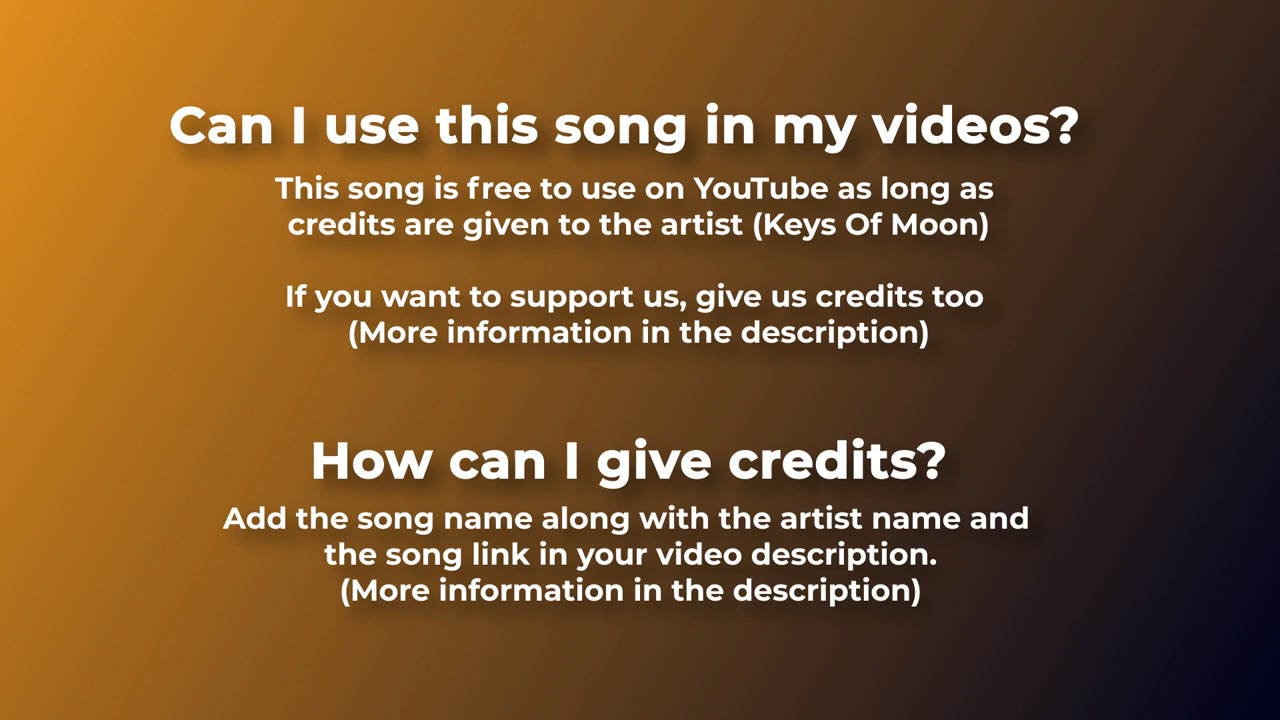 Can I use this song in my videos?
This song is free to use on YouTube as long as
credits are given to the artist (Keys Of Moon)
If you want to support us, give us credits too
(More information in the description)
How can I give credits?
Add the song name along with the artist name and
the song link in your video description.
(More information in the description)